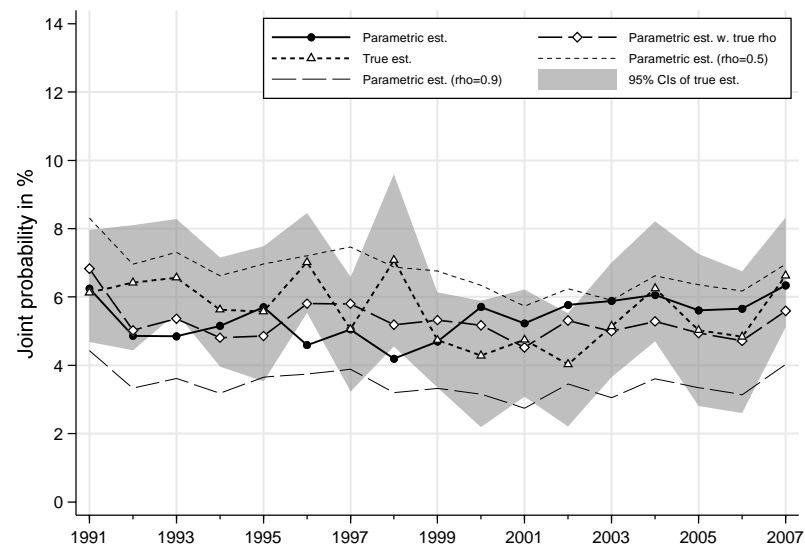 Parametric est.
Parametric est. w. true rho
True est.
Parametric est. (rho=0.5)
Parametric est. (rho=0.9)
95% CIs of true est.
Joint probability in %
14
12
10
8
6
4
2
0
1991 1993 1995 1997 1999 2001 2003 2005 2007